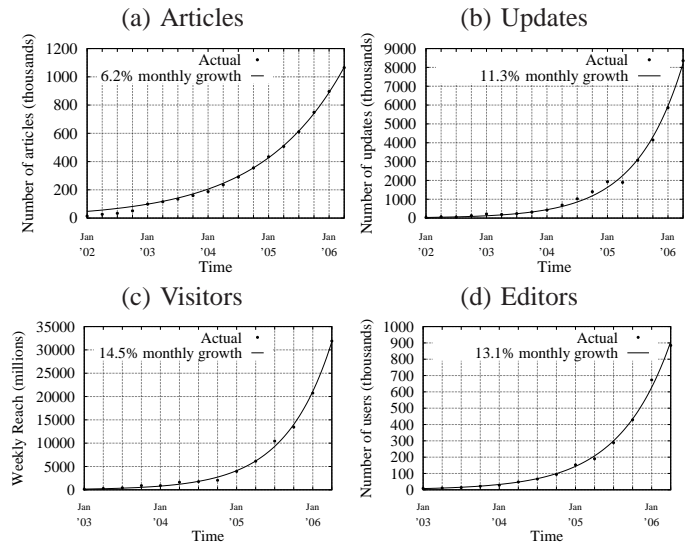 (a) Articles
Number of articles (thousands)
1200
1000
800
600
400
200
0
Actual
6.2% monthly growth
Jan '02
Jan '03
Jan '04
Jan '05
Jan '06
Time
(b) Updates
Number of updates (thousands)
9000
8000
7000
6000
5000
4000
3000
2000
1000
0
Actual
11.3% monthly growth
Jan '02
Jan '03
Jan '04
Jan '05
Jan '06
Time
(c) Visitors
Weekly Reach (millions)
35000
30000
25000
20000
15000
10000
5000
0
Actual
14.5% monthly growth
Jan '03
Jan '04
Jan '05
Jan '06
Time
(d) Editors
Number of users (thousands)
1000
900
800
700
600
500
400
300
200
100
0
Actual
13.1% monthly growth
Jan '03
Jan '04
Jan '05
Jan '06
Time